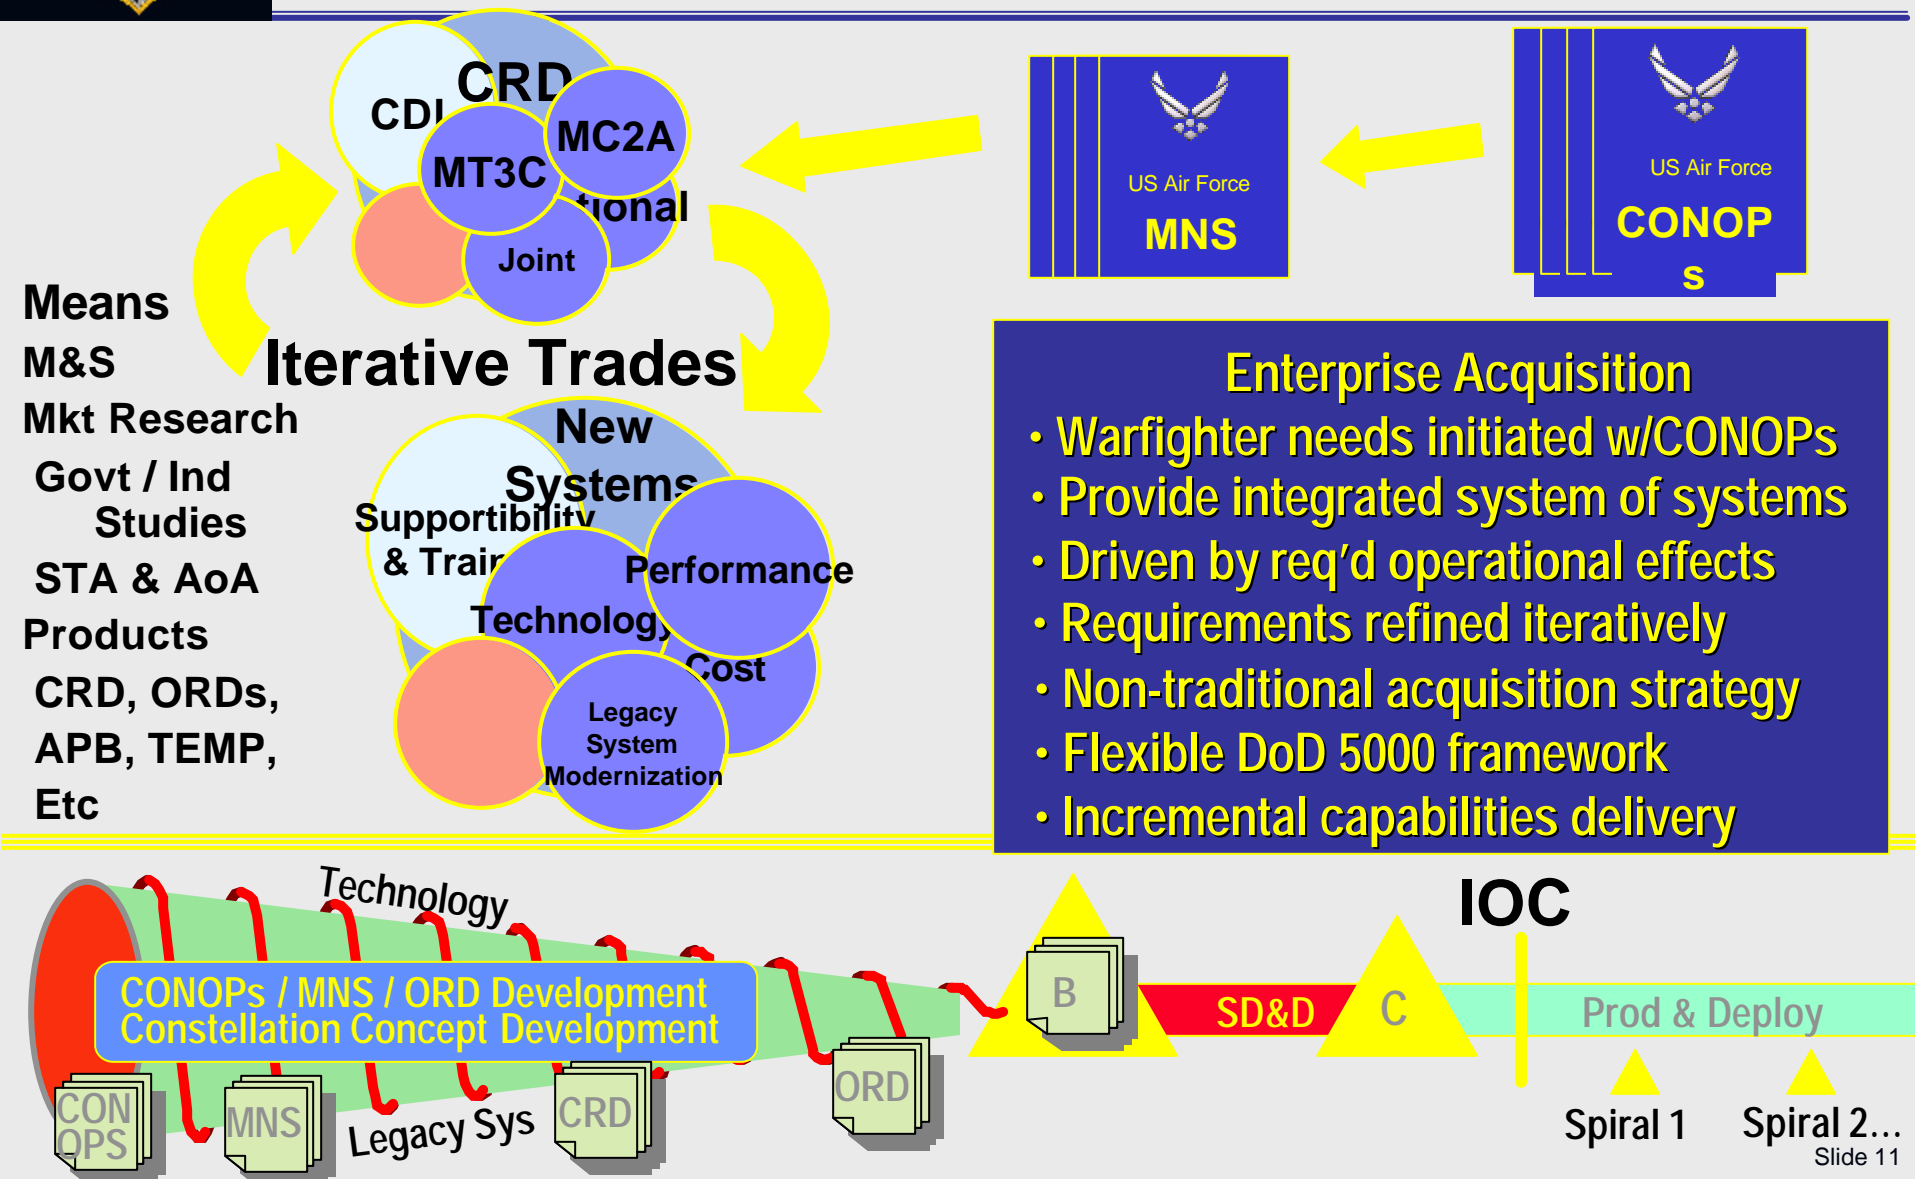 CRD
CDL
MC2A
MT3C
tional
Joint
US Air Force
MNS
US Air Force
CONOP
s
Means
M&S
Mkt Research
Govt / Ind
Studies
STA & AoA
Products
CRD, ORDs,
APB, TEMP,
Etc
Iterative Trades
New
Systems
Supportibility
& Train
Technology
Performance
Cost
Legacy
System
Modernization
Enterprise Acquisition
• Warfighter needs initiated w/CONOPs
• Provide integrated system of systems
• Driven by req’d operational effects
• Requirements refined iteratively
• Non-traditional acquisition strategy
• Flexible DoD 5000 framework
• Incremental capabilities delivery
Technology
CONOPs / MNS / ORD Development
Constellation Concept Development
CON
OPS
MNS
Legacy Sys
CRD
ORD
B
SD&D
C
IOC
Prod & Deploy
Spiral 1
Spiral 2...
Slide 11